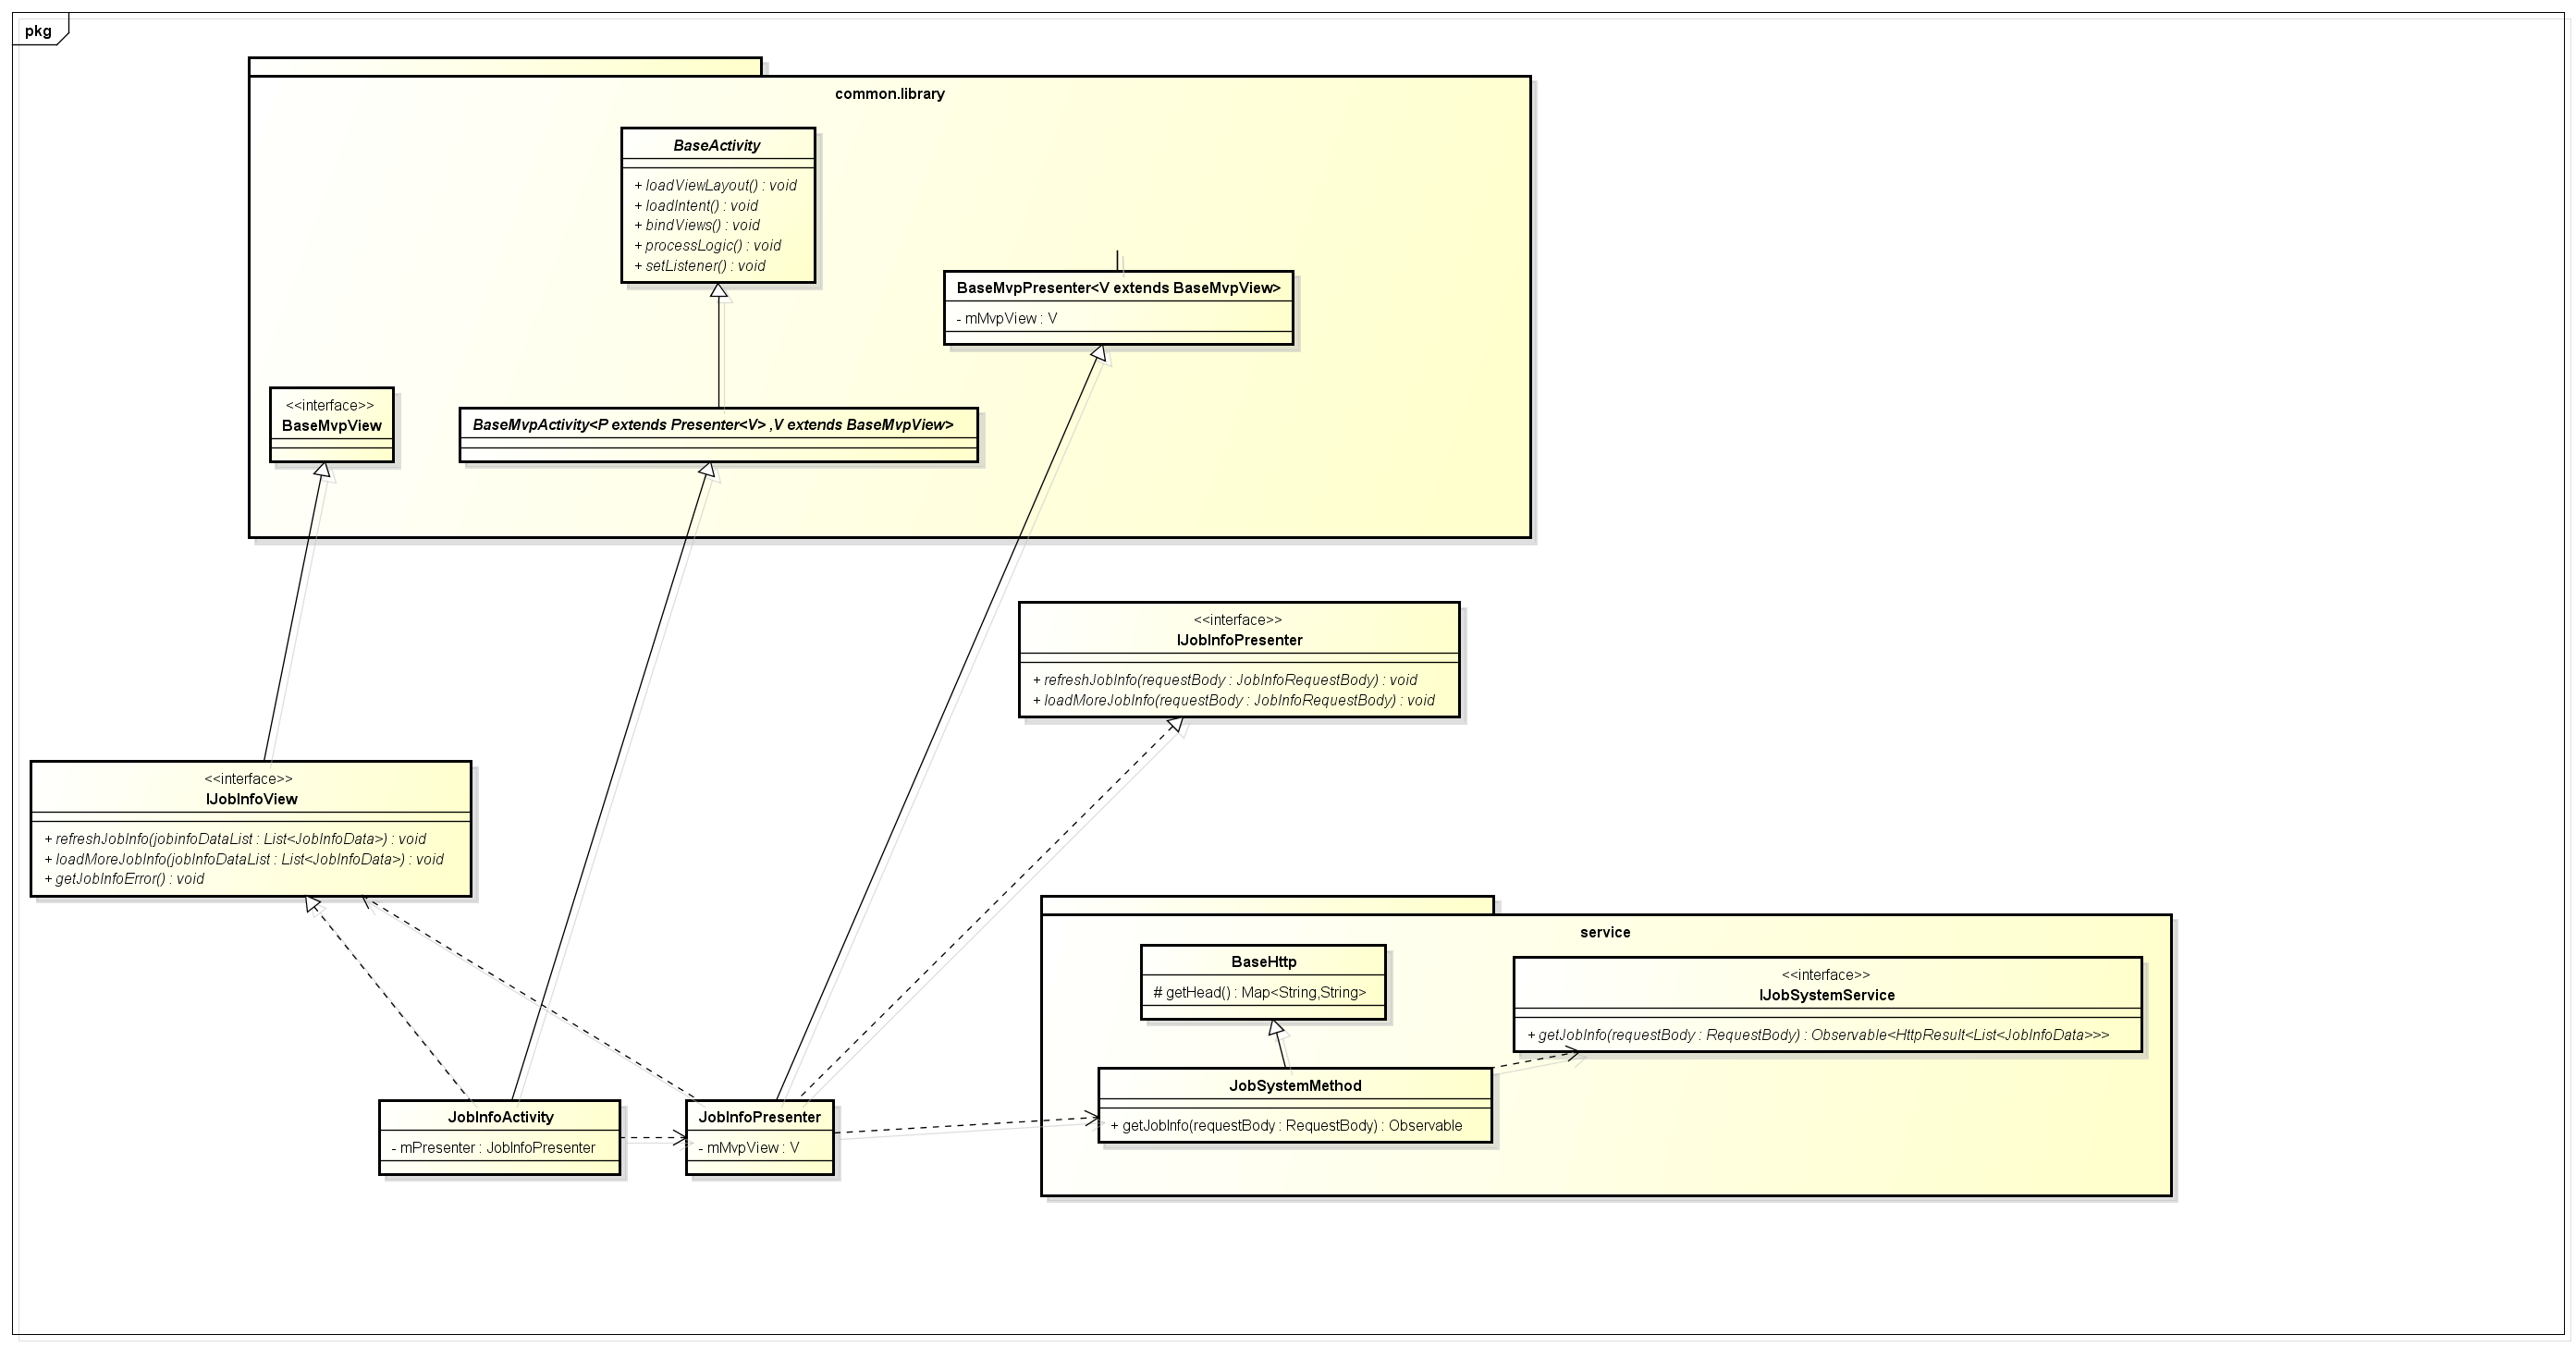 pkg
common.library
BaseActivity
+ loadViewLayout() : void
+ loadIntent() : void
+ bindViews() : void
+ processLogic() : void
+ setListener() : void
BaseMvpPresenter<V extends BaseMvpView>
- mMvpView : V
<<interface>>
BaseMvpView
BaseMvpActivity<P extends Presenter<V> ,V extends BaseMvpView>
<<interface>>
IJobInfoPresenter
+ refreshJobInfo(requestBody : JobInfoRequestBody) : void
+ loadMoreJobInfo(requestBody : JobInfoRequestBody) : void
<<interface>>
IJobInfoView
+ refreshJobInfo(jobinfoDataList : List<JobInfoData>) : void
+ loadMoreJobInfo(jobInfoDataList : List<JobInfoData>) : void
+ getJobInfoError() : void
service
BaseHttp
# getHead() : Map<String,String>
<<interface>>
IJobSystemService
+ getJobInfo(requestBody : RequestBody) : Observable<HttpResult<List<JobInfoData>>>
JobSystemMethod
+ getJobInfo(requestBody : RequestBody) : Observable
JobInfoActivity
- mPresenter : JobInfoPresenter
JobInfoPresenter
- mMvpView : V